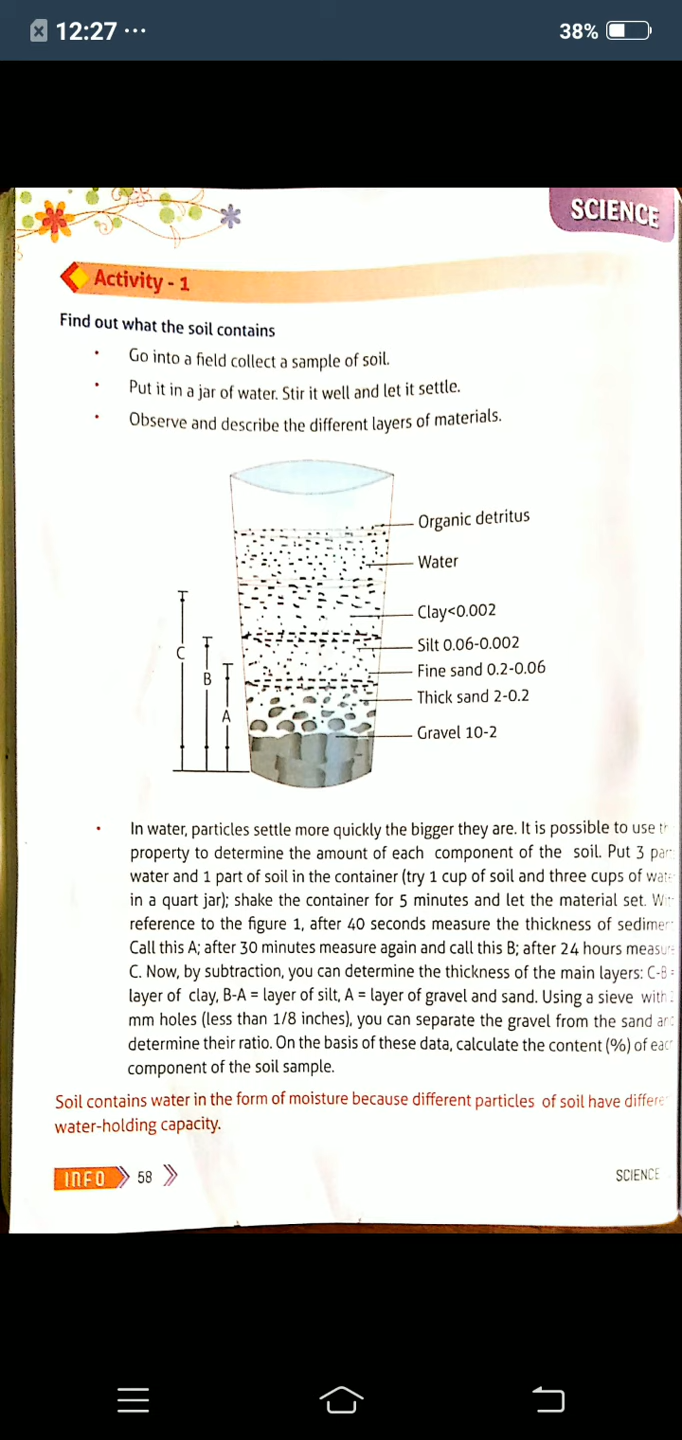 12:27 ...
38%
SCIENCE
Activity - 1
Find out what the soil contains
• Go into a field collect a sample of soil.
• Put it in a jar of water. Stir it well and let it settle.
• Observe and describe the different layers of materials.
Organic detritus
Water
Clay<0.002
Silt 0.06-0.002
Fine sand 0.2-0.06
Thick sand 2-0.2
Gravel 10-2
C
B
A
• In water, particles settle more quickly the bigger they are. It is possible to use
property to determine the amount of each component of the soil. Put 3
water and 1 part of soil in the container (try 1 cup of soil and three cups of
in a quart jar); shake the container for 5 minutes and let the material set.
reference to the figure 1, after 40 seconds measure the thickness of
Call this A; after 30 minutes measure again and call this B; after 24 hours measure
C. Now, by subtraction, you can determine the thickness of the main layers: C-B =
layer of clay, B-A = layer of silt, A = layer of gravel and sand. Using a sieve with
mm holes (less than 1/8 inches), you can separate the gravel from the sand
determine their ratio. On the basis of these data, calculate the content (%) of
component of the soil sample.
Soil contains water in the form of moisture because different particles of soil have
water-holding capacity.
INFO 58
SCIENCE